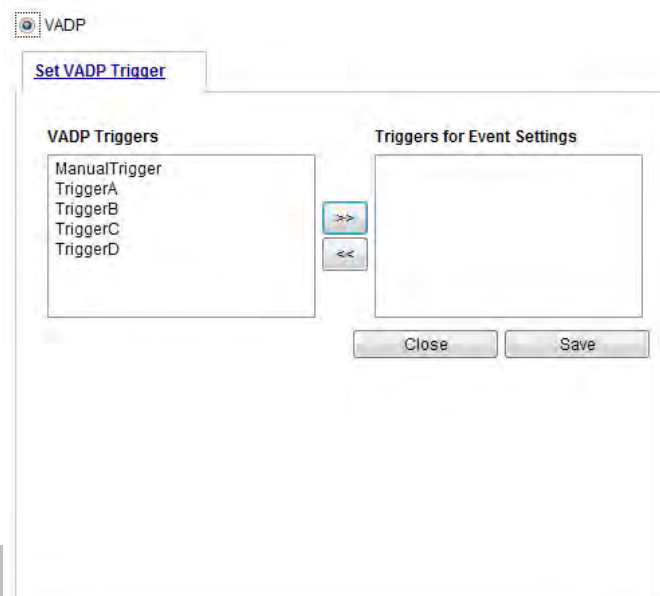 VADP
Set VADP Trigger
VADP Triggers
Triggers for Event Settings
ManualTrigger
TriggerA
TriggerB
TriggerC
TriggerD
>>
<<
Close
Save